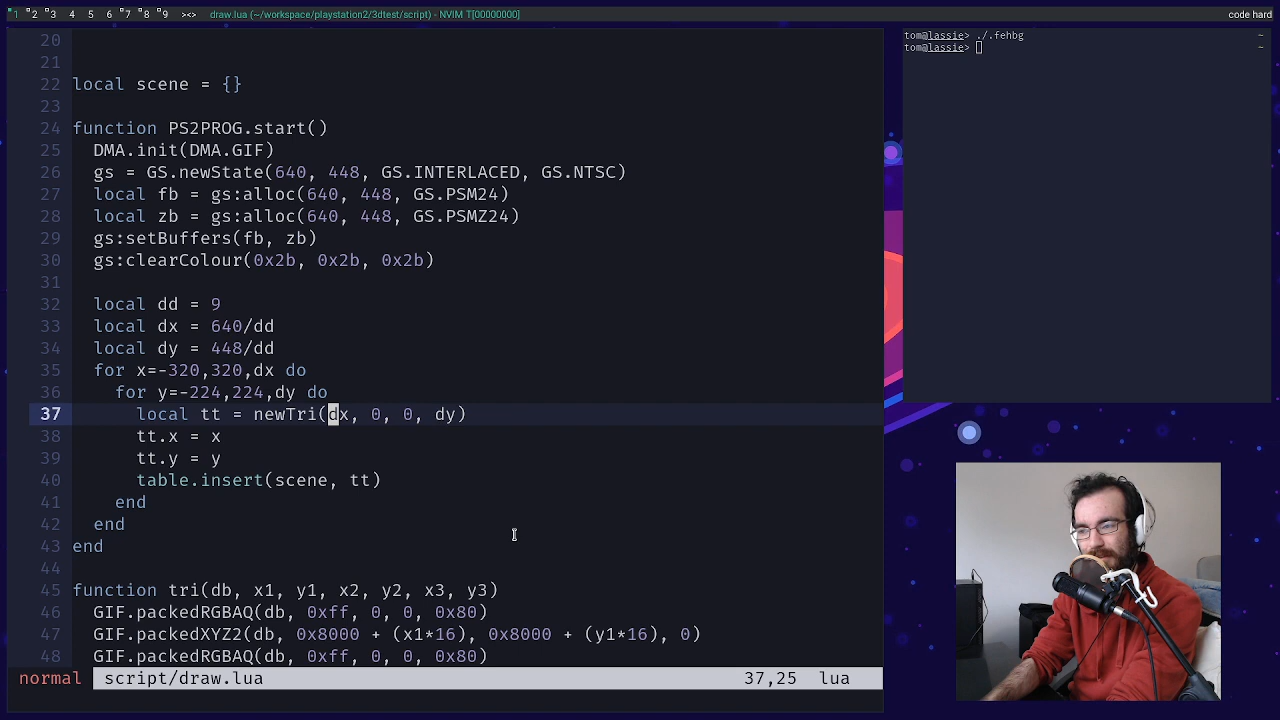 1 2 3 4 5 6 7 8 9 ><> draw.lua (~/workspace/playstation2/3dtest/script) - NVIM T[00000000] code hard
20
21
22 local scene = {}
23
24 function PS2PROG.start()
25 DMA.init(DMA.GIF)
26 gs = GS.newState(640, 448, GS.INTERLACED, GS.NTSC)
27 local fb = gs:alloc(640, 448, GS.PSM24)
28 local zb = gs:alloc(640, 448, GS.PSMZ24)
29 gs:setBuffers(fb, zb)
30 gs:clearColour(0x2b, 0x2b, 0x2b)
31
32 local dd = 9
33 local dx = 640/dd
34 local dy = 448/dd
35 for x=-320,320,dx do
36 for y=-224,224,dy do
37 local tt = newTri(dx, 0, 0, dy)
38 tt.x = x
39 tt.y = y
40 table.insert(scene, tt)
41 end
42 end
43 end
44
45 function tri(db, x1, y1, x2, y2, x3, y3)
46 GIF.packedRGBAQ(db, 0xff, 0, 0, 0x80)
47 GIF.packedXYZ2(db, 0x8000 + (x1*16), 0x8000 + (y1*16), 0)
48 GIF.packedRGBAQ(db, 0xff, 0, 0, 0x80)
normal script/draw.lua 37,25 lua
tom@lassie> ./.fehbg ~
tom@lassie> ~